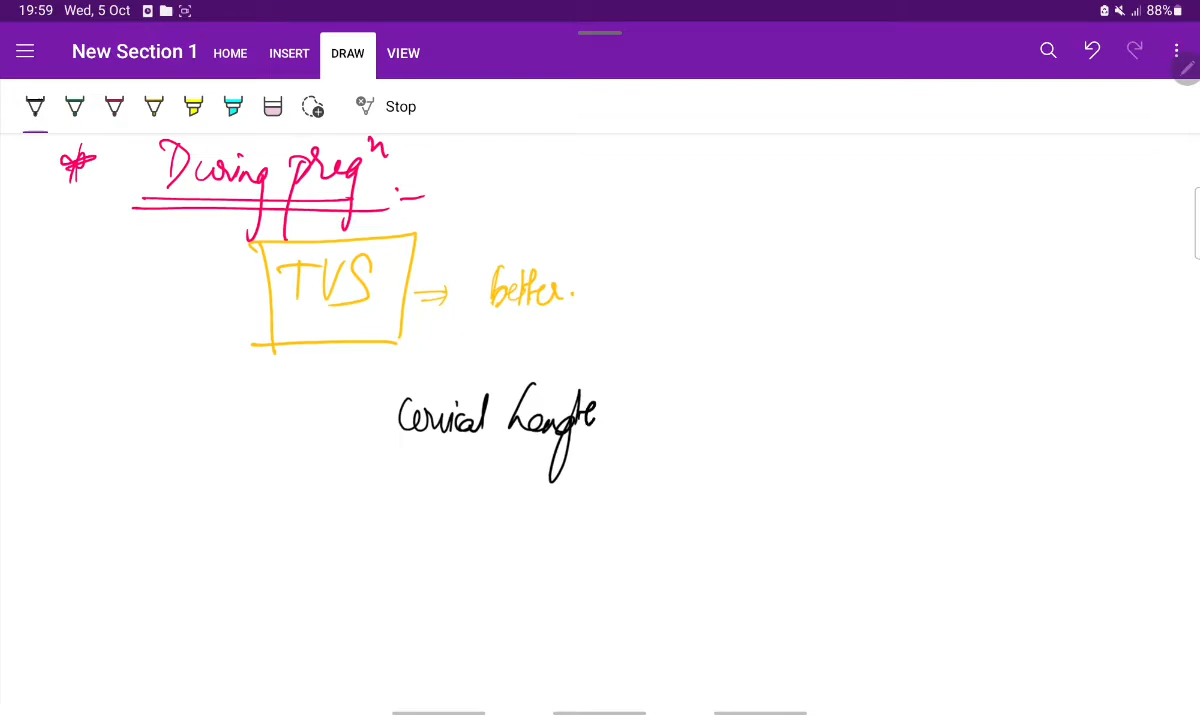 19:59 Wed, 5 Oct 88%
New Section 1 HOME INSERT DRAW VIEW
Stop
* During pregⁿ :-
TVS ⇒ better.
Cervical Length